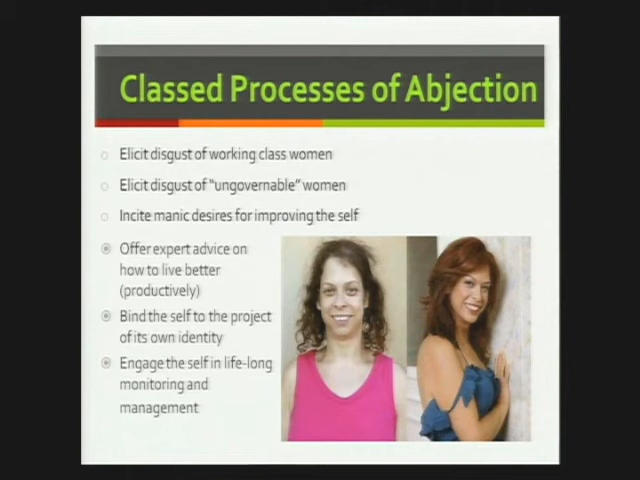 Classed Processes of Abjection
Elicit disgust of working class women
Elicit disgust of "ungovernable" women
Incite manic desires for improving the self
Offer expert advice on
how to live better
(productively)
Bind the self to the project
of its own identity
Engage the self in life-long
monitoring and
management